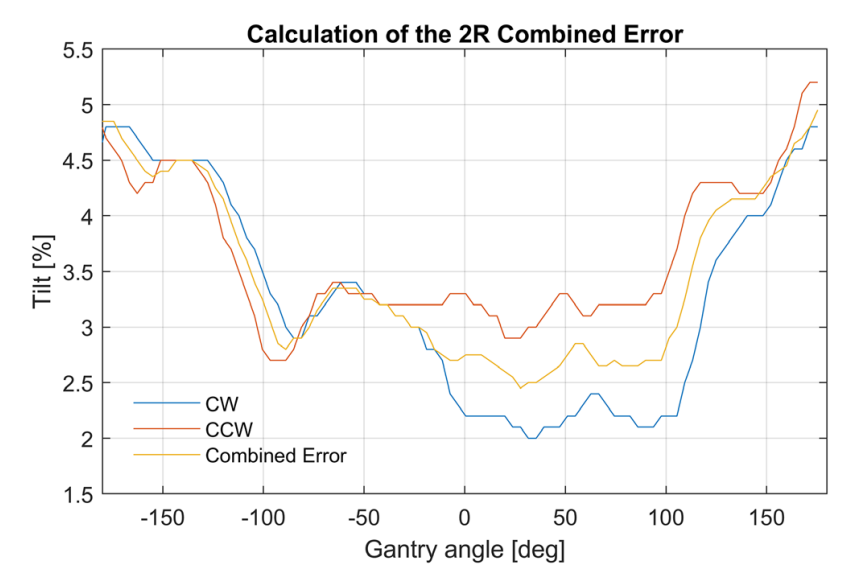 Calculation of the 2R Combined Error
5.5
5
4.5
4
3.5
3
2.5
2
1.5
Tilt [%]
CW
CCW
Combined Error
-150 -100 -50 0 50 100 150
Gantry angle [deg]